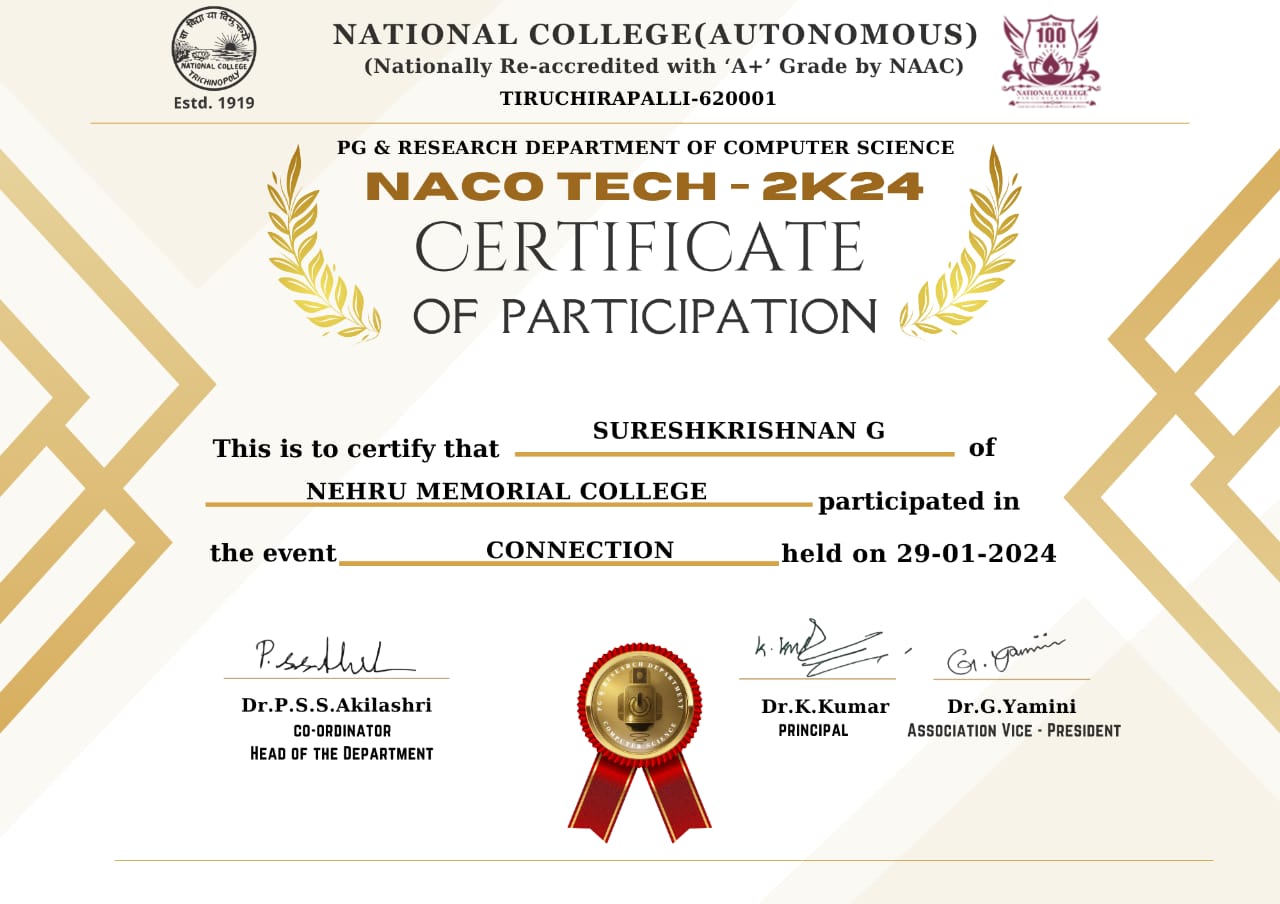 वा विद्या या विमुक्तये
NATIONAL COLLEGE
TRICHINOPOLY
Estd. 1919
NATIONAL COLLEGE(AUTONOMOUS)
(Nationally Re-accredited with ‘A+’ Grade by NAAC)
TIRUCHIRAPALLI-620001
100
YEARS
NATIONAL COLLEGE
PG & RESEARCH DEPARTMENT OF COMPUTER SCIENCE
NACO TECH - 2K24
CERTIFICATE
OF PARTICIPATION
This is to certify that SURESHKRISHNAN G of
NEHRU MEMORIAL COLLEGE participated in
the event CONNECTION held on 29-01-2024
PG & RESEARCH DEPARTMENT
COMPUTER SCIENCE
K. Kumar
G. Yamini
Dr.P.S.S.Akilashri
CO-ORDINATOR
HEAD OF THE DEPARTMENT
Dr.K.Kumar
PRINCIPAL
Dr.G.Yamini
ASSOCIATION VICE - PRESIDENT